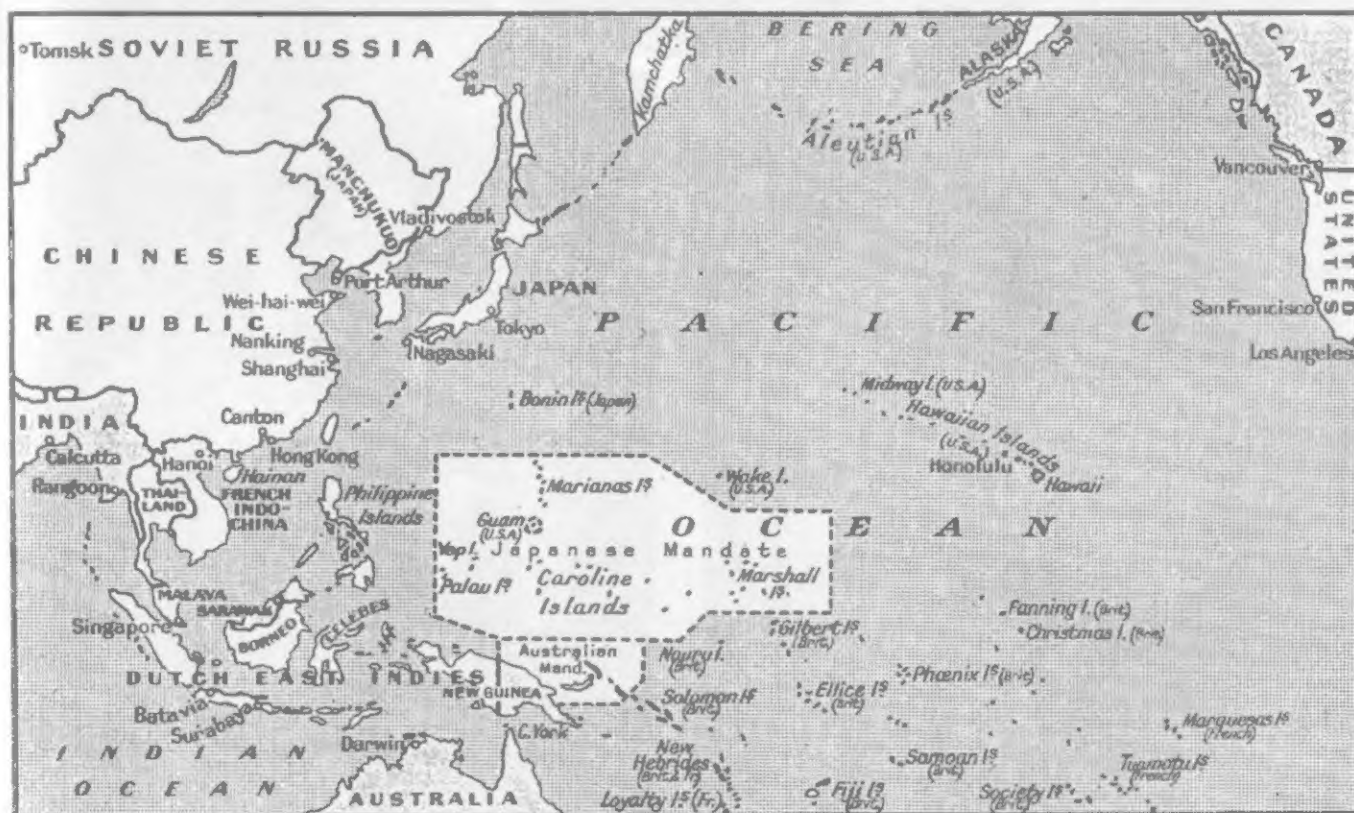 Tomsk
SOVIET RUSSIA
Kamchatka
BERING
SEA
ALASKA
(U.S.A.)
CANADA
Aleutian Is
(U.S.A.)
Vancouver
UNITED
STATES
MANCHUKUO
(JAPAN)
Vladivostok
CHINESE
REPUBLIC
Port Arthur
Wei-hai-wei
JAPAN
Tokyo
Nanking
Nagasaki
Shanghai
PACIFIC
San Francisco
Los Angeles
Bonin Is (Japan)
Midway I. (U.S.A.)
Hawaiian Islands
(U.S.A.)
Honolulu
Hawaii
INDIA
Canton
Calcutta
Hanoi
Hong Kong
Hainan
Rangoon
THAI-
LAND
FRENCH
INDO-
CHINA
Philippine
Islands
Marianas Is
Wake I.
(U.S.A)
Guam
(U.S.A)
OCEAN
Yap I.
Japanese Mandate
Palau Is
Caroline
Islands
Marshall
Is
MALAYA
SARAWAK
Singapore
BORNEO
CELEBES
Fanning I. (Brit.)
Christmas I. (Brit.)
Gilbert Is
(Brit.)
Australian
Mand.
Nauru I.
(Brit.)
DUTCH EAST INDIES
NEW GUINEA
Solomon Is
(Brit.)
Ellice Is
(Brit.)
Phœnix Is (Brit)
Batavia
Surabaya
C. York
Marquesas Is
(French)
INDIAN
OCEAN
Darwin
New
Hebrides
(Brit. & Fr.)
Samoan Is
(Brit.)
Tuamotu Is
(French)
AUSTRALIA
Loyalty Is (Fr.)
Fiji Is
(Brit.)
Society Is
(Brit.)